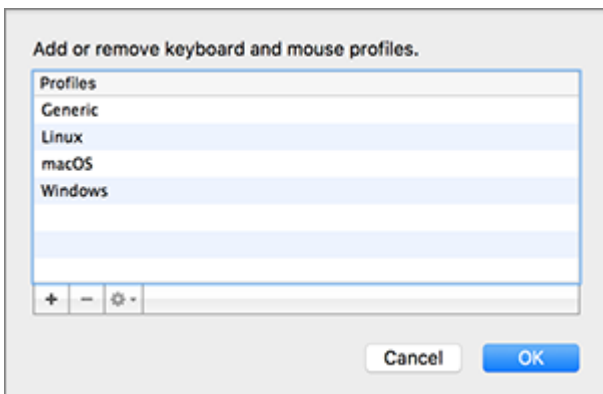 Add or remove keyboard and mouse profiles.
Profiles
Generic
Linux
macOS
Windows
+ -
Cancel OK